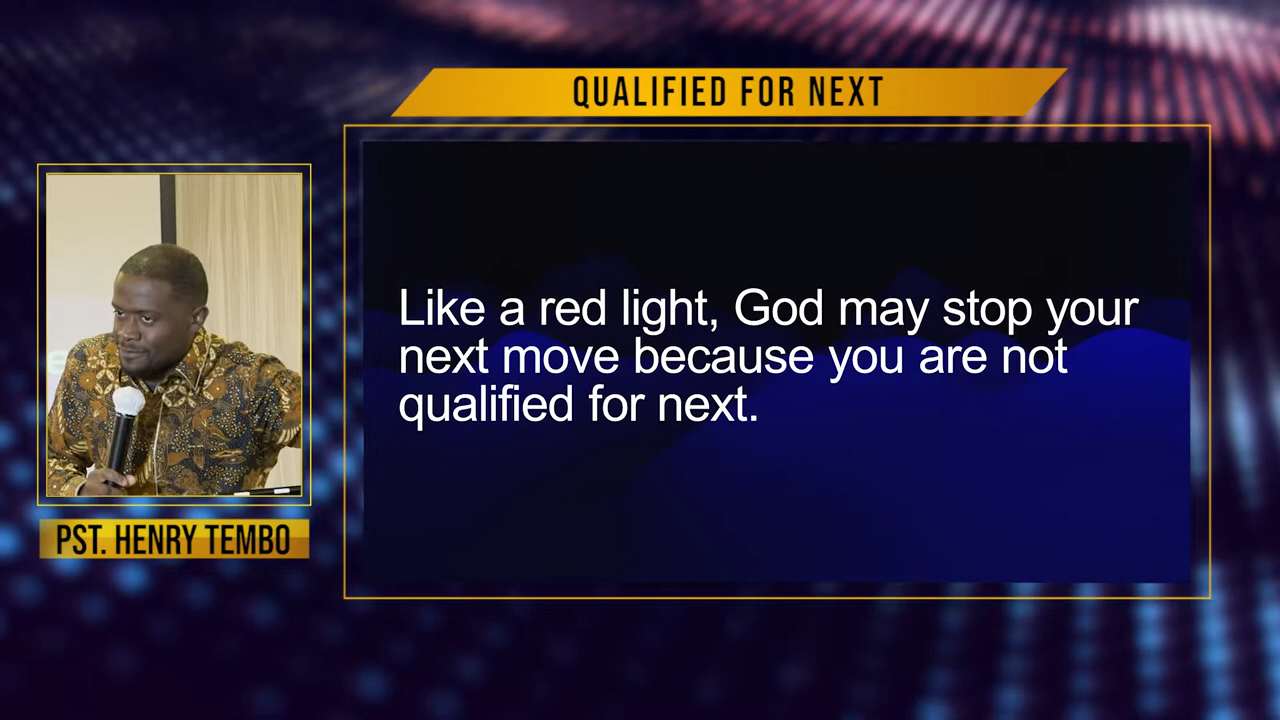 QUALIFIED FOR NEXT
Like a red light, God may stop your
next move because you are not
qualified for next.
PST. HENRY TEMBO